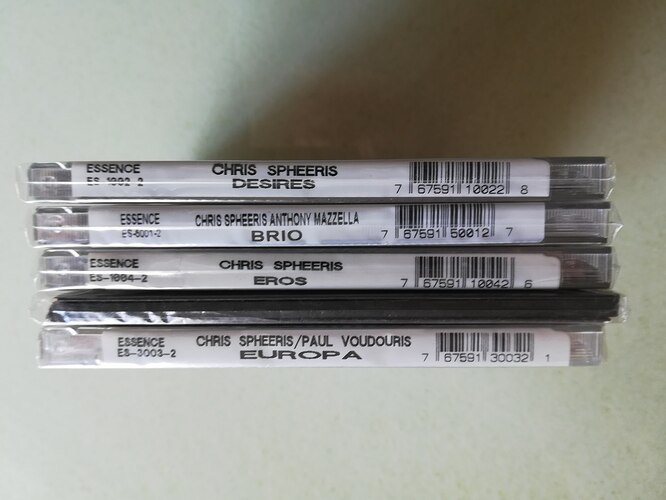 ESSENCE CHRIS SPHEERIS
ES-1002-2 DESIRES 7 67591 10022 8
ESSENCE CHRIS SPHEERIS ANTHONY MAZZELLA
ES-5001-2 BRIO 7 67591 50012 7
ESSENCE CHRIS SPHEERIS
ES-1004-2 EROS 7 67591 10042 6
ESSENCE CHRIS SPHEERIS/PAUL VOUDOURIS
ES-3003-2 EUROPA 7 67591 30032 1